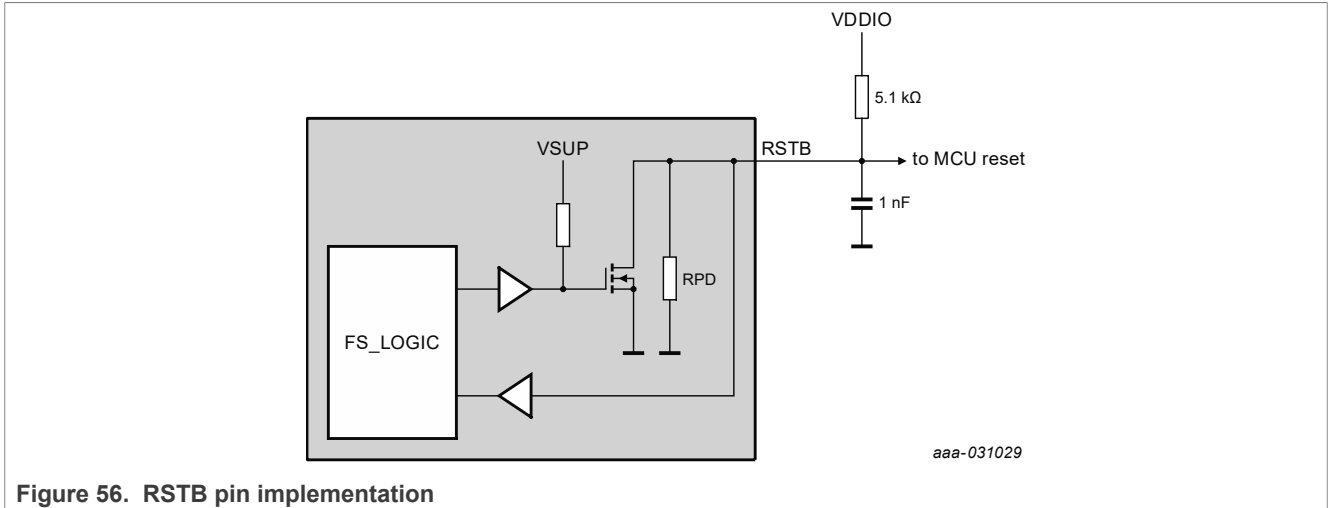 VDDIO
5.1 kΩ
VSUP
RSTB
to MCU reset
1 nF
RPD
FS_LOGIC
aaa-031029
Figure 56. RSTB pin implementation